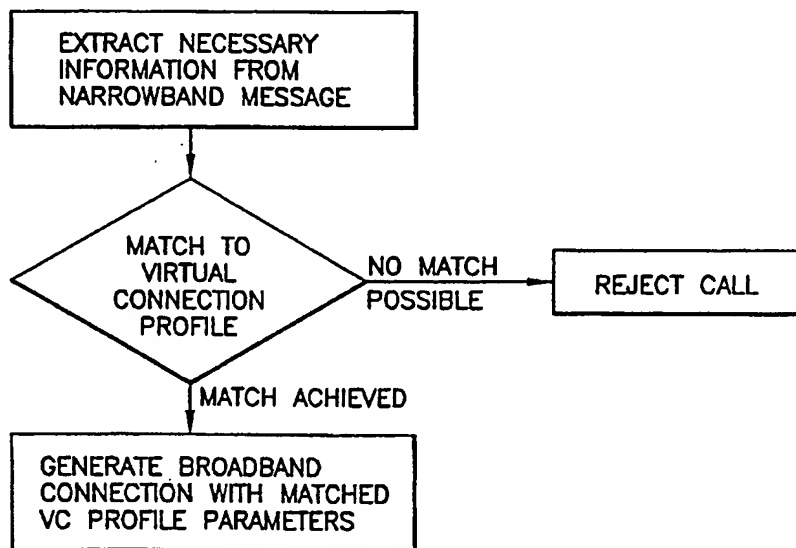 EXTRACT NECESSARY
INFORMATION FROM
NARROWBAND MESSAGE
MATCH TO
VIRTUAL
CONNECTION
PROFILE
NO MATCH
POSSIBLE
REJECT CALL
MATCH ACHIEVED
GENERATE BROADBAND
CONNECTION WITH MATCHED
VC PROFILE PARAMETERS